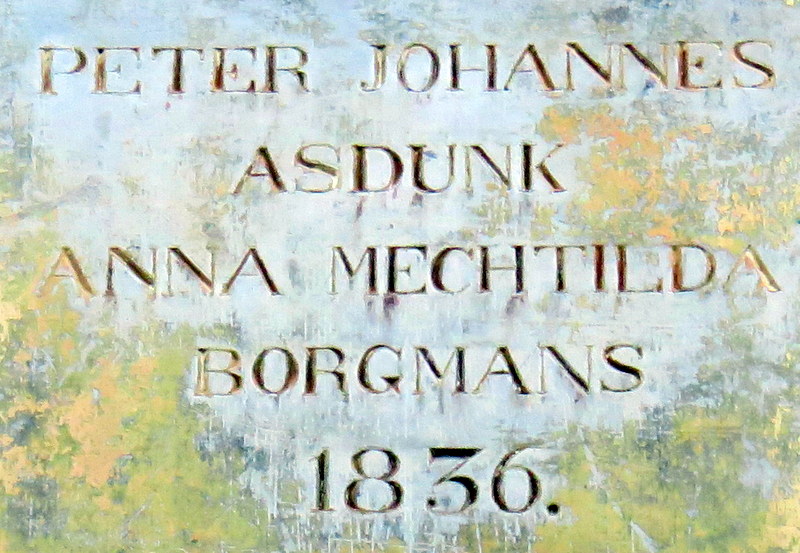 PETER JOHANNES
ASDUNK
ANNA MECHTILDA
BORGMANS
1836.